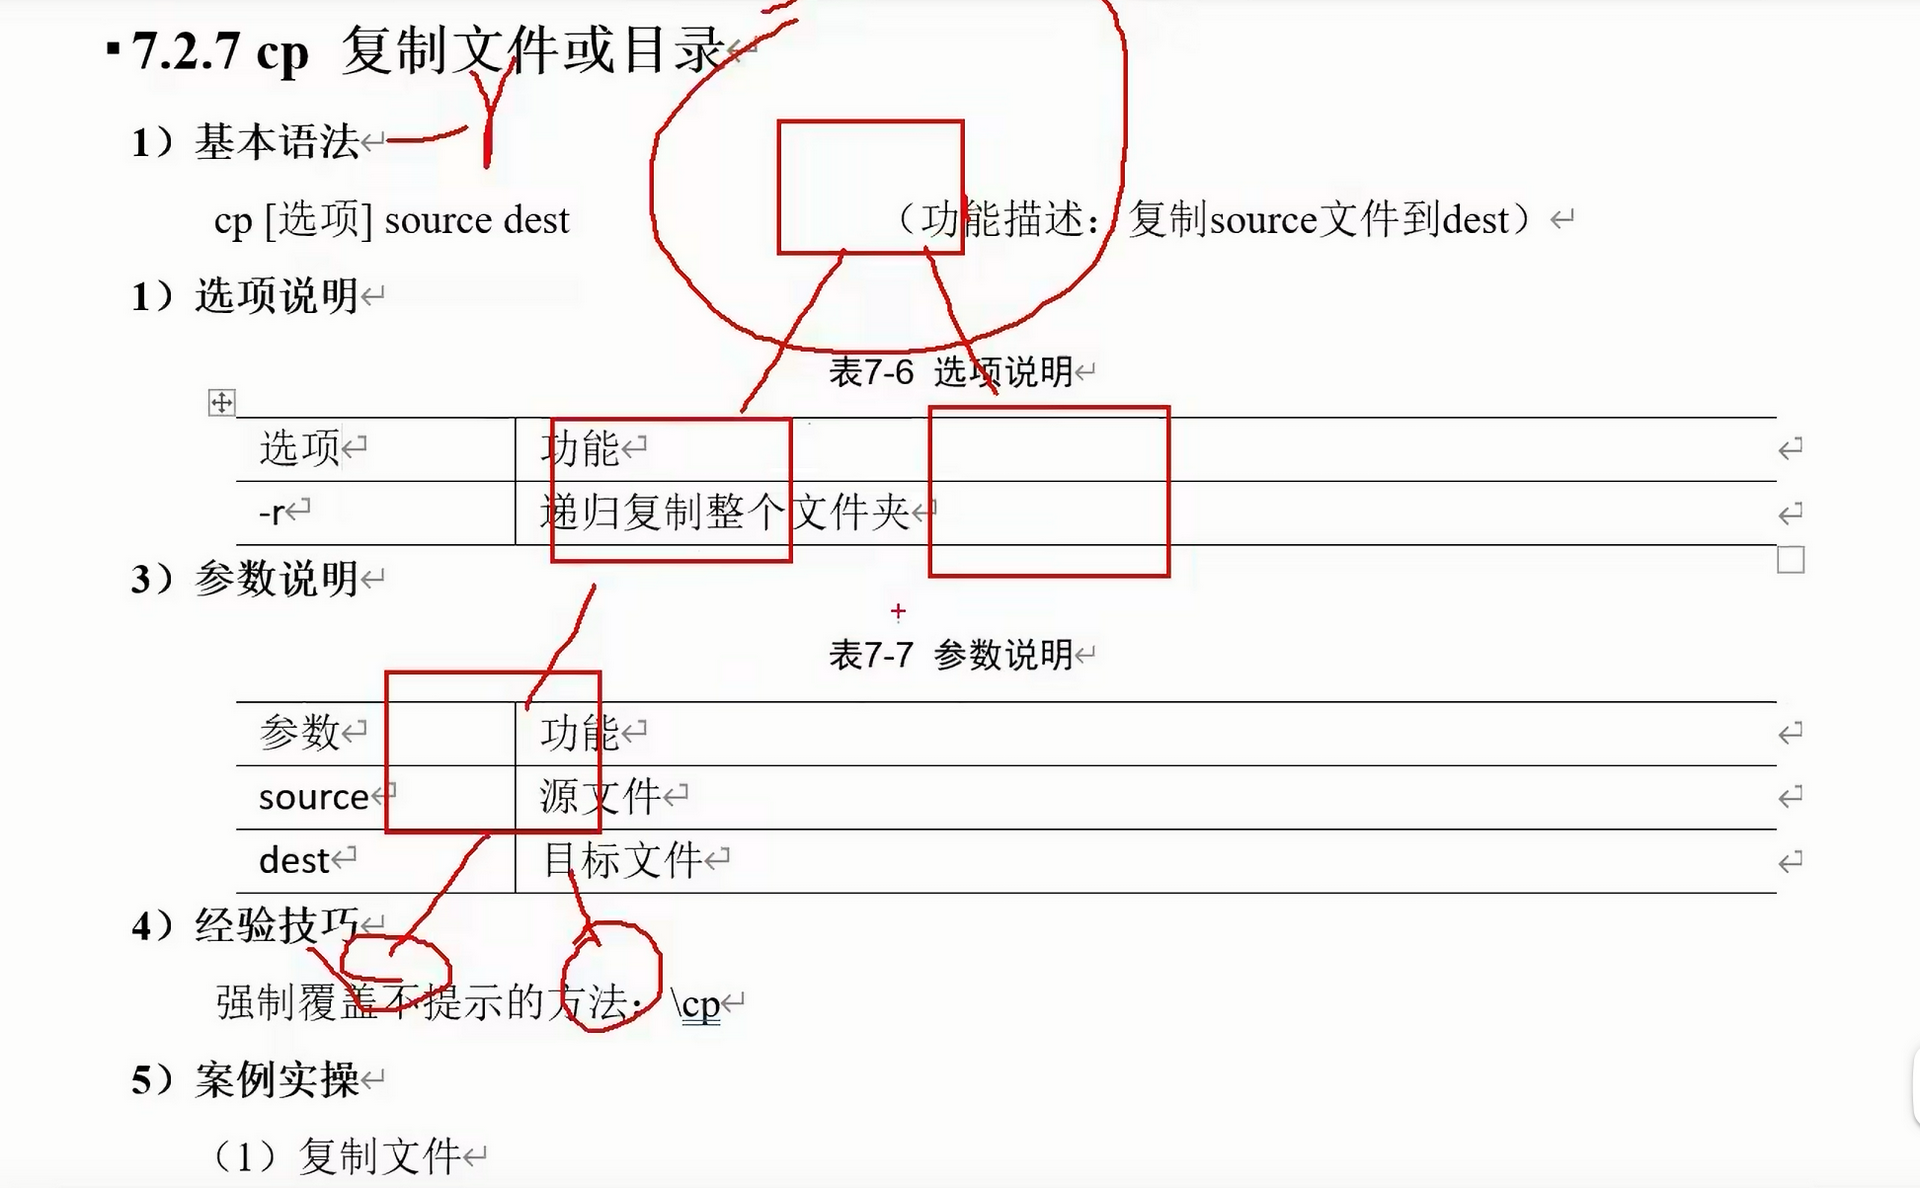 7.2.7 cp 复制文件或目录
1）基本语法
cp [选项] source dest （功能描述：复制source文件到dest）
1）选项说明
表7-6 选项说明
选项 功能
-r 递归复制整个文件夹
3）参数说明
表7-7 参数说明
参数 功能
source 源文件
dest 目标文件
4）经验技巧
强制覆盖不提示的方法：\cp
5）案例实操
（1）复制文件